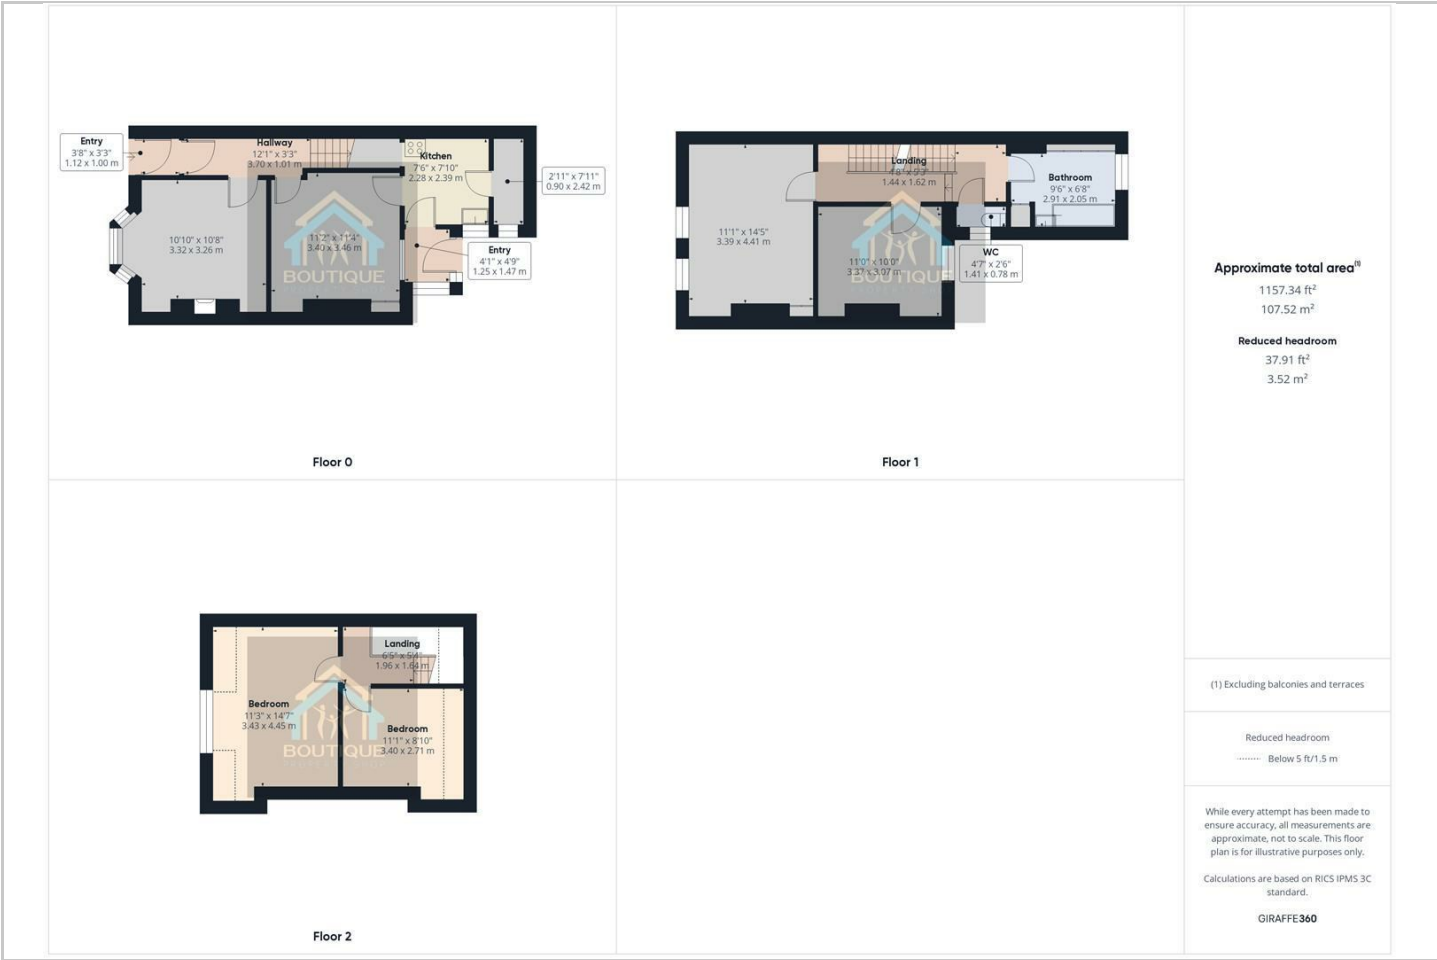 Entry
3'8" x 3'3"
1.12 x 1.00 m
Hallway
12'1" x 3'3"
3.70 x 1.01 m
Kitchen
7'6" x 7'10"
2.28 x 2.39 m
2'11" x 7'11"
0.90 x 2.42 m
10'10" x 10'8"
3.32 x 3.26 m
11'2" x 11'4"
3.40 x 3.46 m
BOUTIQUE
Entry
4'1" x 4'9"
1.25 x 1.47 m
Floor 0
Landing
4'8" x 5'3"
1.44 x 1.62 m
Bathroom
9'6" x 6'8"
2.91 x 2.05 m
11'1" x 14'5"
3.39 x 4.41 m
11'0" x 10'0"
3.37 x 3.07 m
BOUTIQUE
WC
4'7" x 2'6"
1.41 x 0.78 m
Floor 1
Landing
6'5" x 5'4"
1.96 x 1.64 m
Bedroom
11'3" x 14'7"
3.43 x 4.45 m
Bedroom
11'1" x 8'10"
3.40 x 2.71 m
BOUTIQUE
Floor 2
Approximate total area(1)
1157.34 ft²
107.52 m²
Reduced headroom
37.91 ft²
3.52 m²
(1) Excluding balconies and terraces
Reduced headroom
Below 5 ft/1.5 m
While every attempt has been made to
ensure accuracy, all measurements are
approximate, not to scale. This floor
plan is for illustrative purposes only.
Calculations are based on RICS IPMS 3C
standard.
GIRAFFE360